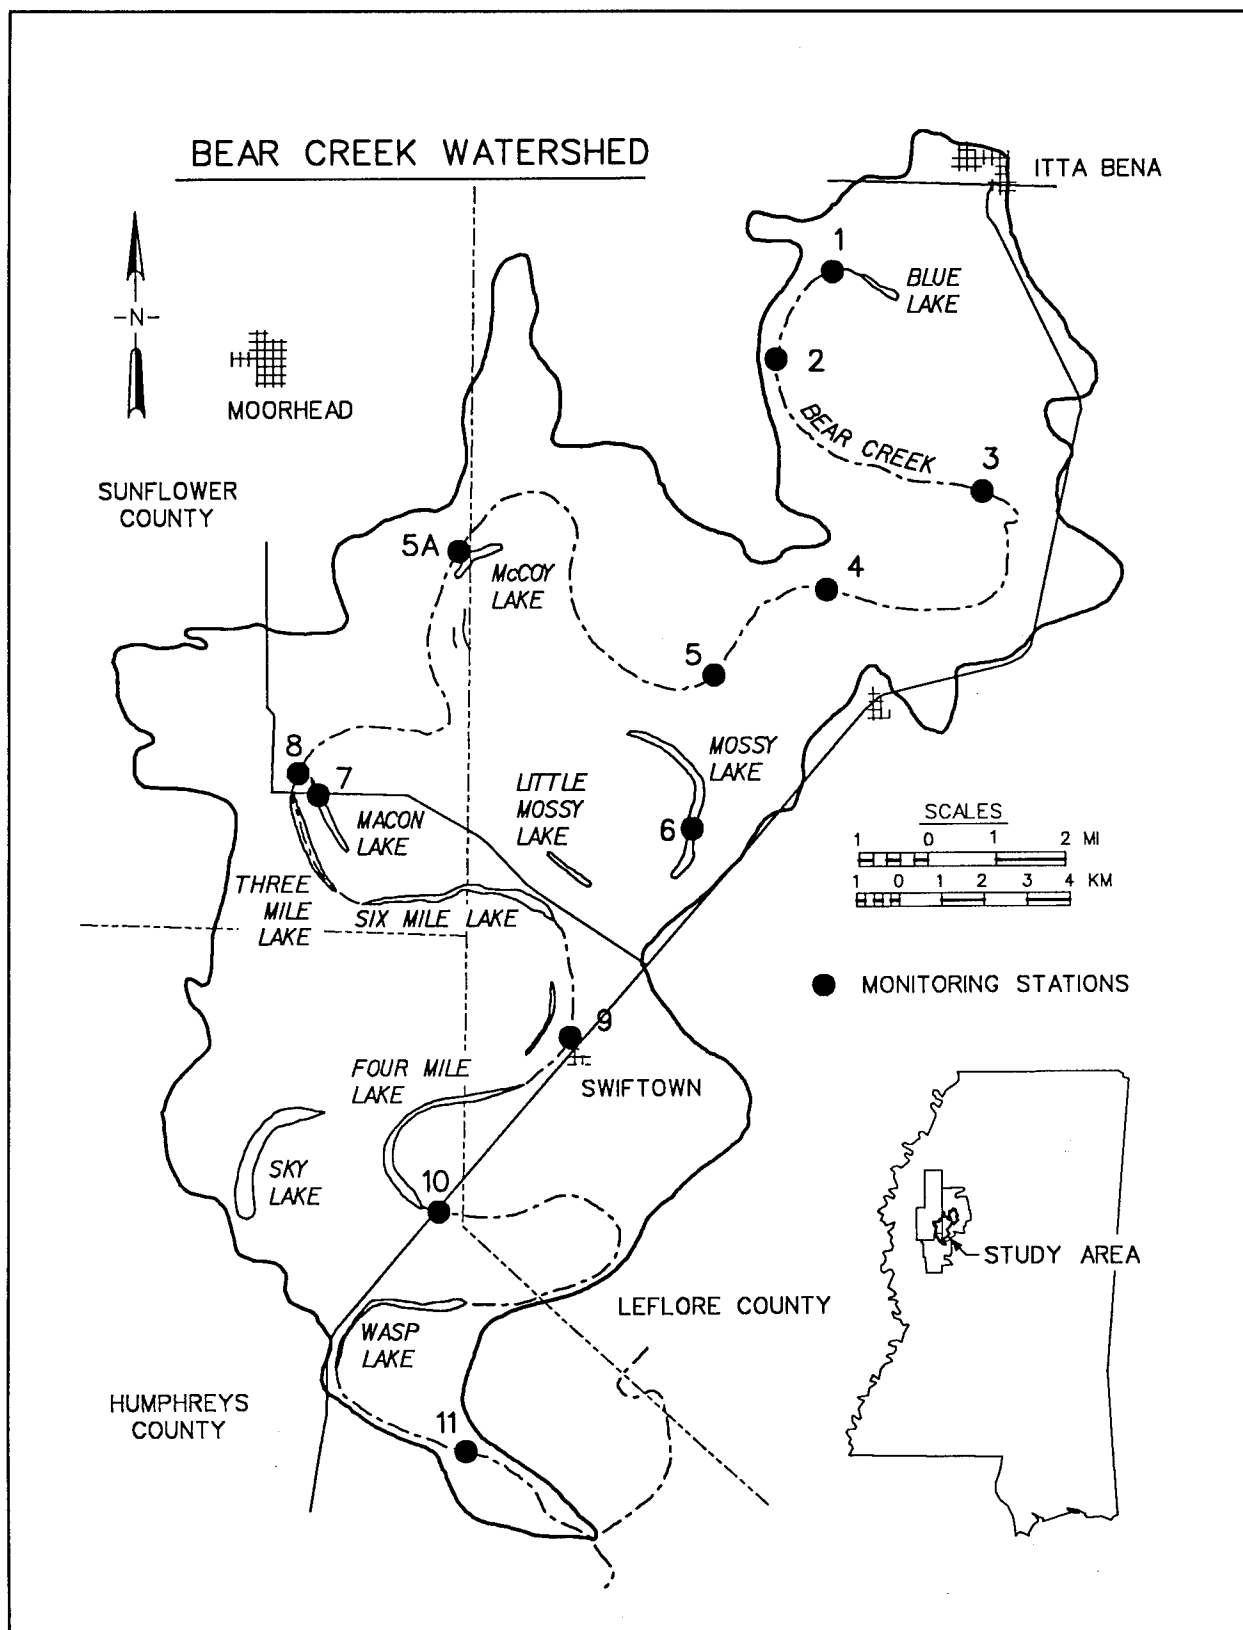 BEAR CREEK WATERSHED
ITTA BENA
-N-
1
BLUE
LAKE
2
MOORHEAD
BEAR CREEK
3
SUNFLOWER
COUNTY
5A
McCOY
LAKE
4
5
8
7
MACON
LAKE
LITTLE
MOSSY
LAKE
MOSSY
LAKE
6
SCALES
1 0 1 2 MI
1 0 1 2 3 4 KM
THREE
MILE
LAKE
SIX MILE LAKE
MONITORING STATIONS
9
FOUR MILE
LAKE
SWIFTOWN
SKY
LAKE
10
STUDY AREA
LEFLORE COUNTY
WASP
LAKE
HUMPHREYS
COUNTY
11